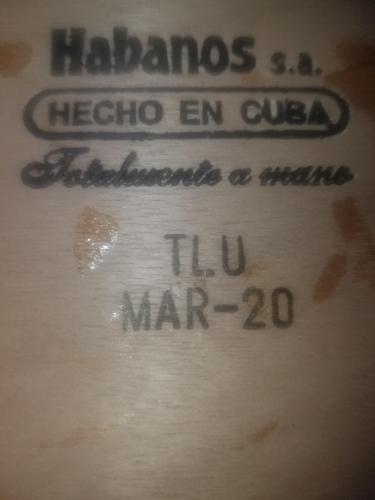 Habanos s.a.
HECHO EN CUBA
Totalmente a mano
TLU
MAR-20